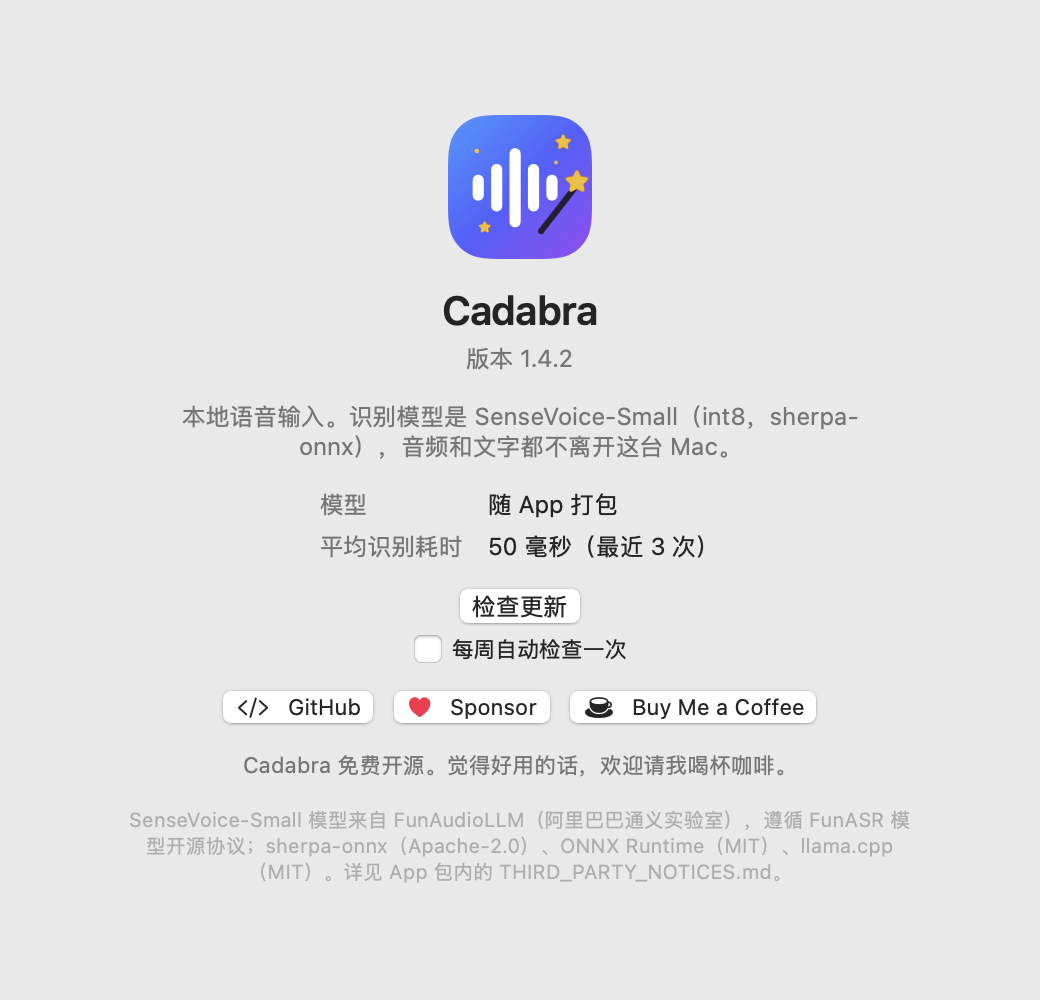 Cadabra
版本 1.4.2
本地语音输入。识别模型是 SenseVoice-Small（int8，sherpa-
onnx），音频和文字都不离开这台 Mac。
模型 随 App 打包
平均识别耗时 50 毫秒（最近 3 次）
检查更新
每周自动检查一次
</> GitHub Sponsor Buy Me a Coffee
Cadabra 免费开源。觉得好用的话，欢迎请我喝杯咖啡。
SenseVoice-Small 模型来自 FunAudioLLM（阿里巴巴通义实验室），遵循 FunASR 模
型开源协议；sherpa-onnx（Apache-2.0）、ONNX Runtime（MIT）、llama.cpp
（MIT）。详见 App 包内的 THIRD_PARTY_NOTICES.md。